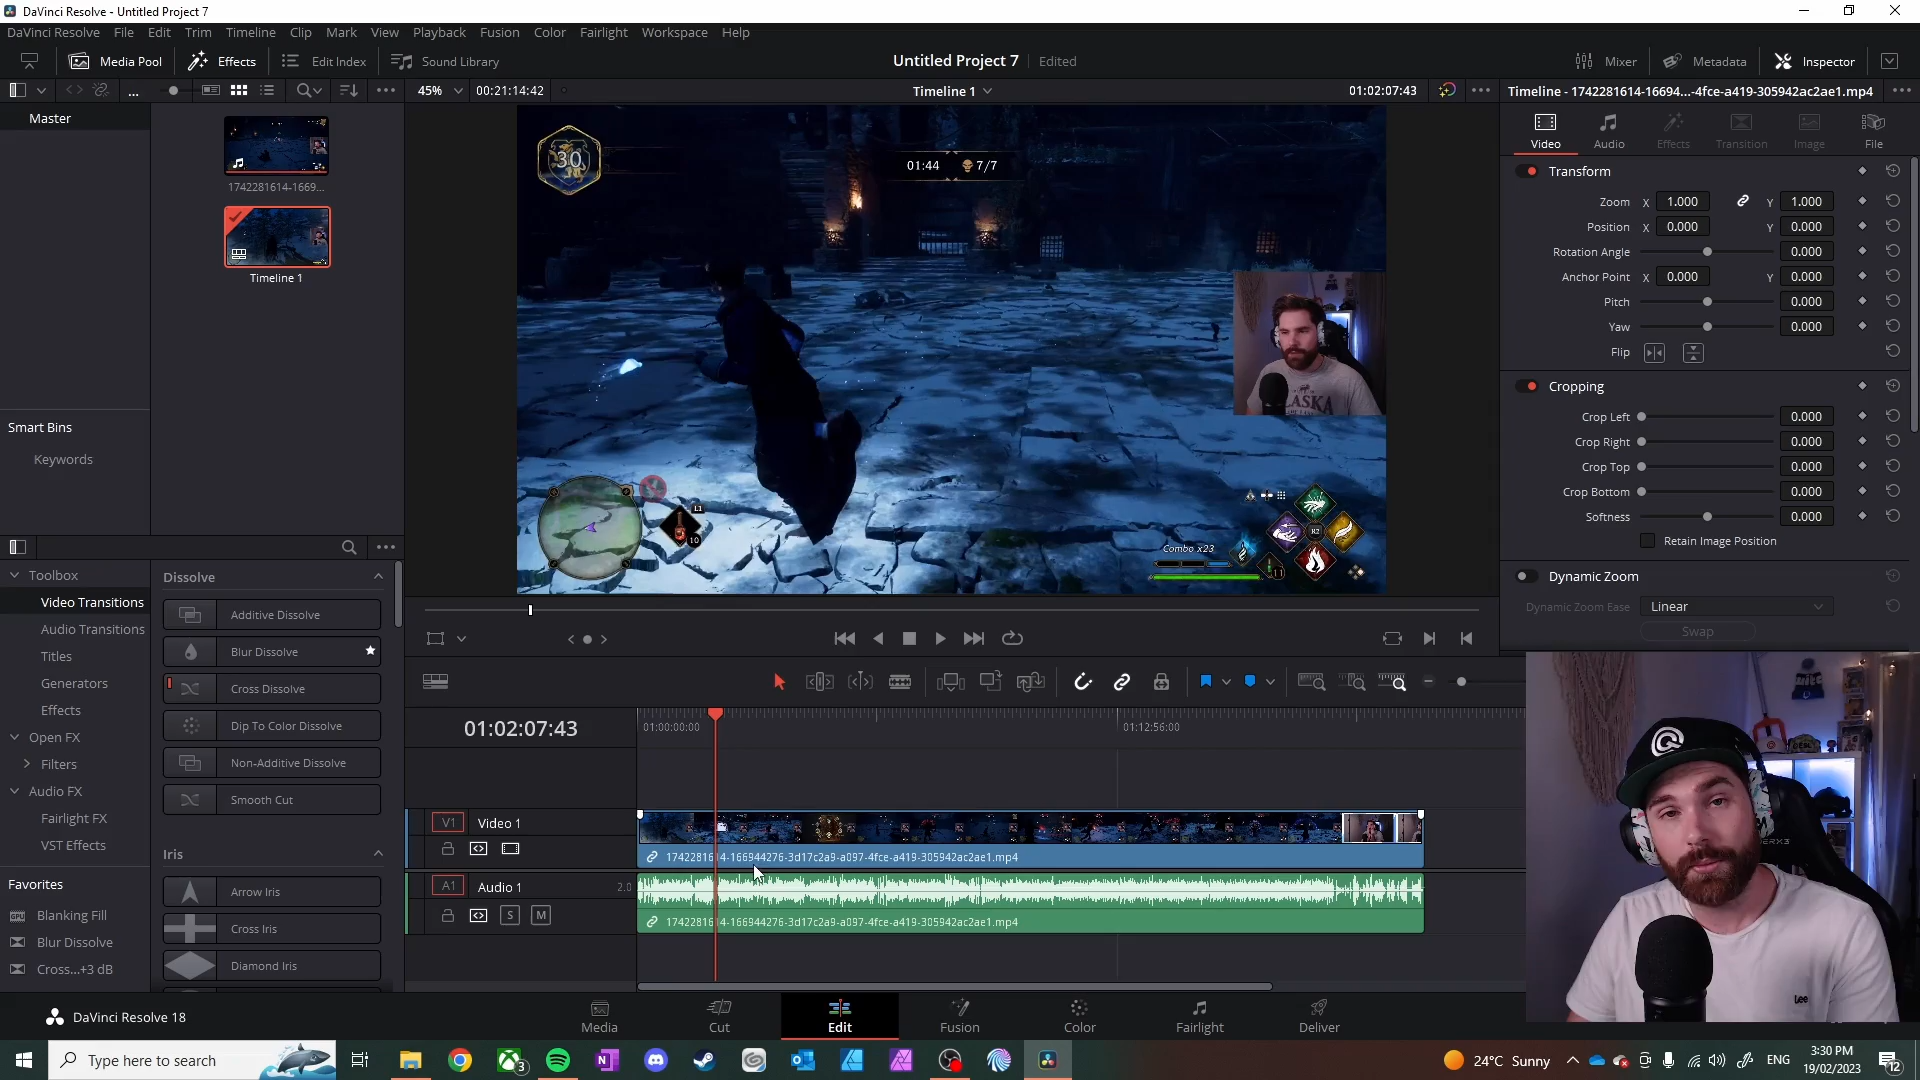 DaVinci Resolve - Untitled Project 7
DaVinci Resolve File Edit Trim Timeline Clip Mark View Playback Fusion Color Fairlight Workspace Help
Media Pool Effects Edit Index Sound Library Untitled Project 7 Edited Mixer Metadata Inspector
45% 00:21:14:42 Timeline 1 01:02:07:43 Timeline - 1742281614-16694...-4fce-a419-305942ac2ae1.mp4
Master
1742281614-1669...
Timeline 1
Smart Bins
Keywords
30
01:44 7/7
L1
10
Combo x23
R2
11
ALASKA
Video Audio Effects Transition Image File
Transform
Zoom X 1.000 Y 1.000
Position X 0.000 Y 0.000
Rotation Angle 0.000
Anchor Point X 0.000 Y 0.000
Pitch 0.000
Yaw 0.000
Flip
Cropping
Crop Left 0.000
Crop Right 0.000
Crop Top 0.000
Crop Bottom 0.000
Softness 0.000
Retain Image Position
Dynamic Zoom
Dynamic Zoom Ease Linear
Swap
Toolbox
Video Transitions
Audio Transitions
Titles
Generators
Effects
Open FX
Filters
Audio FX
Fairlight FX
VST Effects
Favorites
Blanking Fill
Blur Dissolve
Cross...+3 dB
Dissolve
Additive Dissolve
Blur Dissolve
Cross Dissolve
Dip To Color Dissolve
Non-Additive Dissolve
Smooth Cut
Iris
Arrow Iris
Cross Iris
Diamond Iris
01:02:07:43
01:00:00:00 01:12:56:00
V1 Video 1
1742281614-166944276-3d17c2a9-a097-4fce-a419-305942ac2ae1.mp4
A1 Audio 1 2.0
S M
1742281614-166944276-3d17c2a9-a097-4fce-a419-305942ac2ae1.mp4
Lee
DaVinci Resolve 18
Media Cut Edit Fusion Color Fairlight Deliver
Type here to search
3
24°C Sunny
ENG
3:30 PM
19/02/2023
12